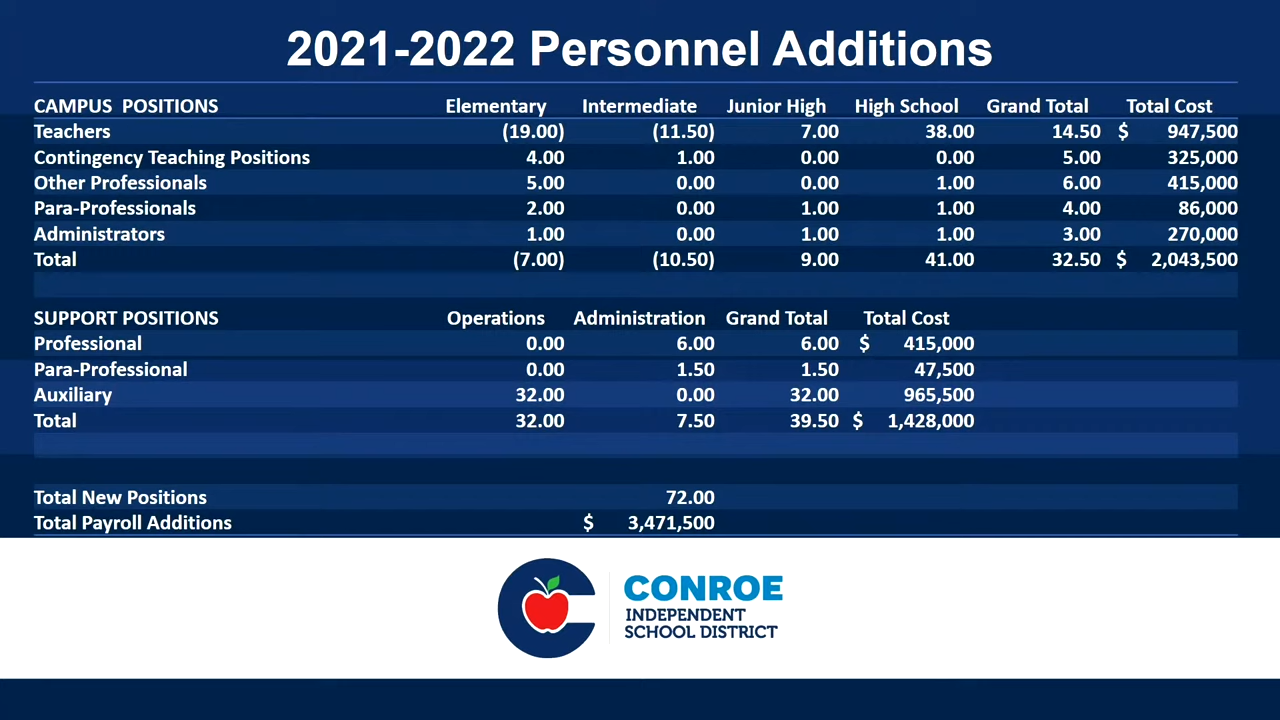 2021-2022 Personnel Additions
CAMPUS POSITIONS Elementary Intermediate Junior High High School Grand Total Total Cost
Teachers (19.00) (11.50) 7.00 38.00 14.50 $ 947,500
Contingency Teaching Positions 4.00 1.00 0.00 0.00 5.00 325,000
Other Professionals 5.00 0.00 0.00 1.00 6.00 415,000
Para-Professionals 2.00 0.00 1.00 1.00 4.00 86,000
Administrators 1.00 0.00 1.00 1.00 3.00 270,000
Total (7.00) (10.50) 9.00 41.00 32.50 $ 2,043,500
SUPPORT POSITIONS Operations Administration Grand Total Total Cost
Professional 0.00 6.00 6.00 $ 415,000
Para-Professional 0.00 1.50 1.50 47,500
Auxiliary 32.00 0.00 32.00 965,500
Total 32.00 7.50 39.50 $ 1,428,000
Total New Positions 72.00
Total Payroll Additions $ 3,471,500
CONROE
INDEPENDENT
SCHOOL DISTRICT